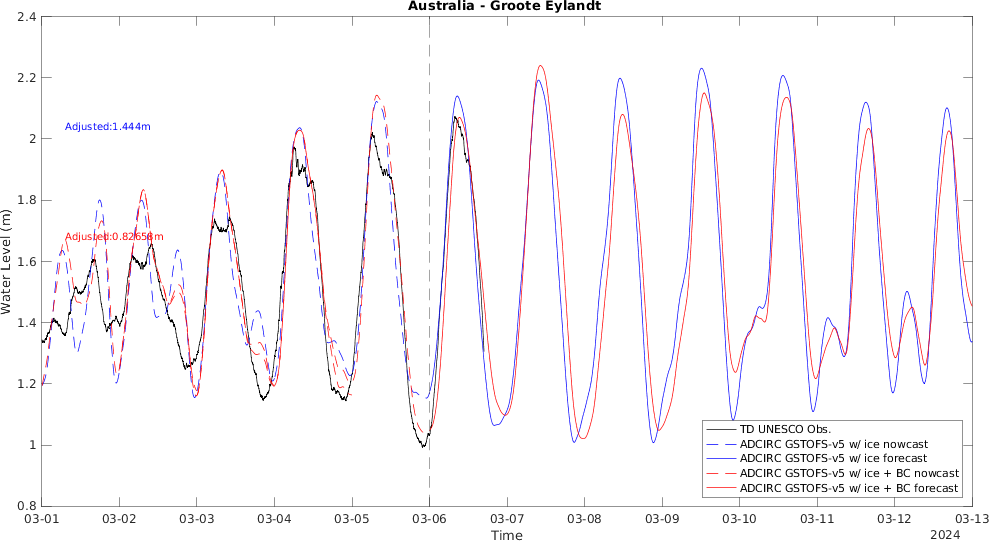 Australia - Groote Eylandt
2.4
2.2
2
1.8
1.6
1.4
1.2
1
0.8
Water Level (m)
Adjusted:1.444m
Adjusted:0.82658m
TD UNESCO Obs.
ADCIRC GSTOFS-v5 w/ ice nowcast
ADCIRC GSTOFS-v5 w/ ice forecast
ADCIRC GSTOFS-v5 w/ ice + BC nowcast
ADCIRC GSTOFS-v5 w/ ice + BC forecast
03-01 03-02 03-03 03-04 03-05 03-06 03-07 03-08 03-09 03-10 03-11 03-12 03-13
Time
2024